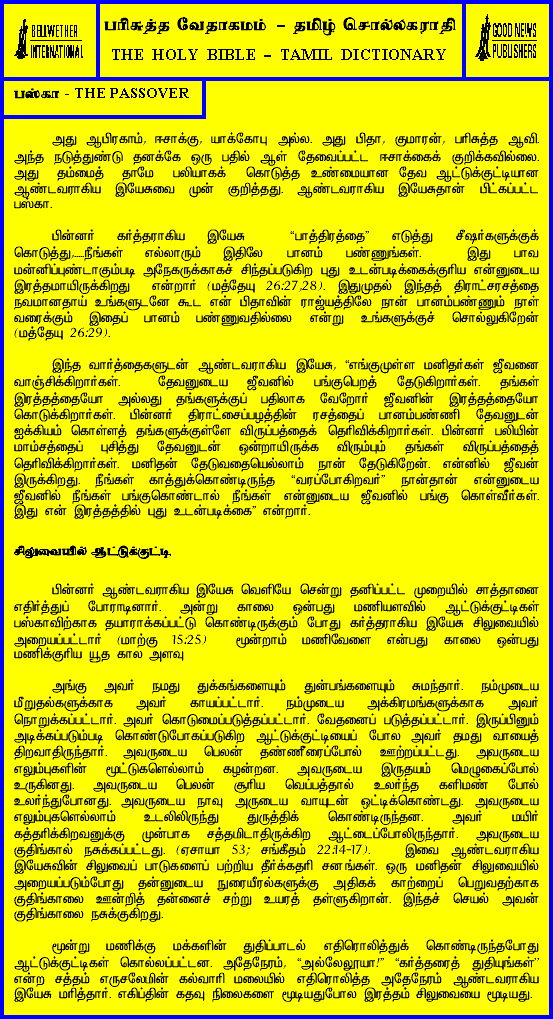 BELLWETHER
INTERNATIONAL
பரிசுத்த வேதாகமம் – தமிழ் சொல்லகராதி
THE HOLY BIBLE – TAMIL DICTIONARY
GOOD NEWS
PUBLISHERS
பஸ்கா - THE PASSOVER
அது ஆபிரகாம், ஈசாக்கு, யாக்கோபு அல்ல. அது பிதா, குமாரன், பரிசுத்த ஆவி.
அந்த நடுத்துண்டு தனக்கே ஒரு பதில் ஆள் தேவைப்பட்ட ஈசாக்கைக் குறிக்கவில்லை.
அது தம்மைத் தாமே பலியாகக் கொடுத்த உண்மையான தேவ ஆட்டுக்குட்டியான
ஆண்டவராகிய இயேசுவை முன் குறித்தது. ஆண்டவராகிய இயேசுதான் பிட்கப்பட்ட
பஸ்கா.
பின்னர் கர்த்தராகிய இயேசு “பாத்திரத்தை” எடுத்து சீஷர்களுக்குக்
கொடுத்து,....நீங்கள் எல்லாரும் இதிலே பானம் பண்ணுங்கள். இது பாவ
மன்னிப்புண்டாகும்படி அநேகருக்காகச் சிந்தப்படுகிற புது உடன்படிக்கைக்குரிய என்னுடைய
இரத்தமாயிருக்கிறது என்றார் (மத்தேயு 26:27,28). இதுமுதல் இந்தத் திராட்சரசத்தை
நவமானதாய் உங்களுடனே கூட என் பிதாவின் ராஜ்யத்திலே நான் பானம்பண்ணும் நாள்
வரைக்கும் இதைப் பானம் பண்ணுவதில்லை என்று உங்களுக்குச் சொல்லுகிறேன்
(மத்தேயு 26:29).
இந்த வார்த்தைகளுடன் ஆண்டவராகிய இயேசு, “எங்குமுள்ள மனிதர்கள் ஜீவனை
வாஞ்சிக்கிறார்கள். தேவனுடைய ஜீவனில் பங்குபெறத் தேடுகிறார்கள். தங்கள்
இரத்தத்தையோ அல்லது தங்களுக்குப் பதிலாக வேறோர் ஜீவனின் இரத்தத்தையோ
கொடுக்கிறார்கள். பின்னர் திராட்சைப்பழத்தின் ரசத்தைப் பானம்பண்ணி தேவனுடன்
ஐக்கியம் கொள்ளத் தங்களுக்குள்ளே விருப்பத்தைக் தெரிவிக்கிறார்கள். பின்னர் பலியின்
மாம்சத்தைப் புசித்து தேவனுடன் ஒன்றாயிருக்க விரும்பும் தங்கள் விருப்பத்தைத்
தெரிவிக்கிறார்கள். மனிதன் தேடுவதையெல்லாம் நான் தேடுகிறேன். என்னில் ஜீவன்
இருக்கிறது. நீங்கள் காத்துக்கொண்டிருந்த “வரப்போகிறவர்” நான்தான் என்னுடைய
ஜீவனில் நீங்கள் பங்குகொண்டால் நீங்கள் என்னுடைய ஜீவனில் பங்கு கொள்வீர்கள்.
இது என் இரத்தத்தில் புது உடன்படிக்கை” என்றார்.
சிலுவையில் ஆட்டுக்குட்டி.
பின்னர் ஆண்டவராகிய இயேசு வெளியே சென்று தனிப்பட்ட முறையில் சாத்தானை
எதிர்த்துப் போராடினார். அன்று காலை ஒன்பது மணியளவில் ஆட்டுக்குட்டிகள்
பஸ்காவிற்காக தயாராக்கப்பட்டு கொண்டிருக்கும் போது கர்த்தராகிய இயேசு சிலுவையில்
அறையப்பட்டார் (மாற்கு 15:25) மூன்றாம் மணிவேளை என்பது காலை ஒன்பது
மணிக்குரிய யூத கால அளவு
அங்கு அவர் நமது துக்கங்களையும் துன்பங்களையும் சுமந்தார். நம்முடைய
மீறுதல்களுக்காக அவர் காயப்பட்டார். நம்முடைய அக்கிரமங்களுக்காக அவர்
நொறுக்கப்பட்டார். அவர் கொடுமைப்படுத்தப்பட்டார். வேதனைப் படுத்தப்பட்டார். இருப்பினும்
அடிக்கப்படும்படி கொண்டுபோகப்படுகிற ஆட்டுக்குட்டியைப் போல அவர் தமது வாயைத்
திறவாதிருந்தார். அவருடைய பெலன் தண்ணீரைப்போல் ஊற்றப்பட்டது. அவருடைய
எலும்புகளின் மூட்டுகளெல்லாம் கழன்றன. அவருடைய இருதயம் மெழுகைப்போல்
உருகினது. அவருடைய பெலன் சூரிய வெப்பத்தால் உலர்ந்த களிமண் போல்
உலர்ந்துபோனது. அவருடைய நாவு அருடைய வாயுடன் ஒட்டிக்கொண்டது. அவருடைய
எலும்புகளெல்லாம் உடலிலிருந்து துருத்திக் கொண்டிருந்தன. அவர் மயிர்
கத்தரிக்கிறவனுக்கு முன்பாக சத்தமிடாதிருக்கிற ஆட்டைப்போலிருந்தார். அவருடைய
குதிங்கால் நசுக்கப்பட்டது. (ஏசாயா 53; சங்கீதம் 22:14-17). இவை ஆண்டவராகிய
இயேசுவின் சிலுவைப் பாடுகளைப் பற்றிய தீர்க்கதரி சனங்கள். ஒரு மனிதன் சிலுவையில்
அறையப்படும்போது தன்னுடைய நுரையீரல்களுக்கு அதிகக் காற்றைப் பெறுவதற்காக
குதிங்காலை ஊன்றித் தன்னைச் சற்று உயரத் தள்ளுகிறான். இந்தச் செயல் அவன்
குதிங்காலை நசுக்குகிறது.
மூன்று மணிக்கு மக்களின் துதிப்பாடல் எதிரொலித்துக் கொண்டிருந்தபோது
ஆட்டுக்குட்டிகள் கொல்லப்பட்டன. அதேநேரம், “அல்லேலூயா!” “கர்த்தரைத் துதியுங்கள்”
என்ற சத்தம் எருசலேமின் கல்வாரி மலையில் எதிரொலித்த அதேநேரம் ஆண்டவராகிய
இயேசு மரித்தார். எகிப்தின் கதவு நிலைகளை மூடியதுபோல இரத்தம் சிலுவையை மூடியது.